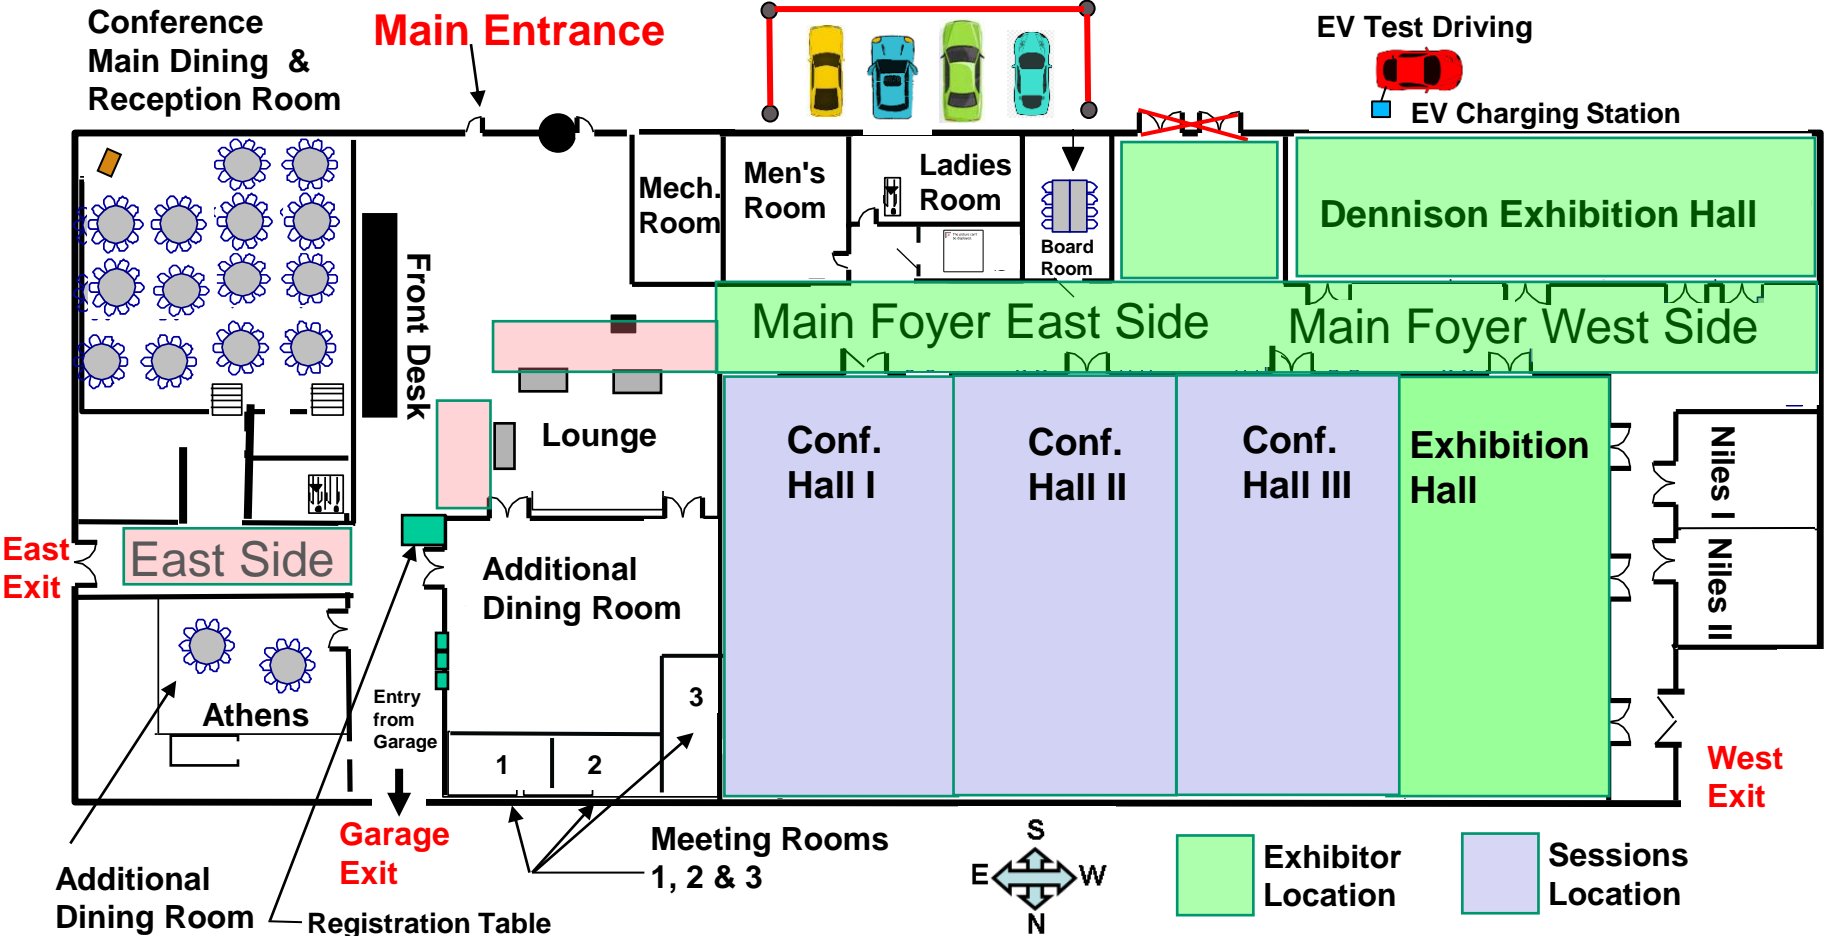 Conference
Main Dining &
Reception Room
Main Entrance
EV Test Driving
EV Charging Station
Mech.
Room
Men's
Room
Ladies
Room
Board
Room
Dennison Exhibition Hall
Front Desk
Main Foyer East Side
Main Foyer West Side
Lounge
Conf.
Hall I
Conf.
Hall II
Conf.
Hall III
Exhibition
Hall
Niles I
Niles II
East
Exit
East Side
Additional
Dining Room
Athens
Entry
from
Garage
1
2
3
West
Exit
Garage
Exit
Meeting Rooms
1, 2 & 3
Additional
Dining Room
Registration Table
S
E
W
N
Exhibitor
Location
Sessions
Location